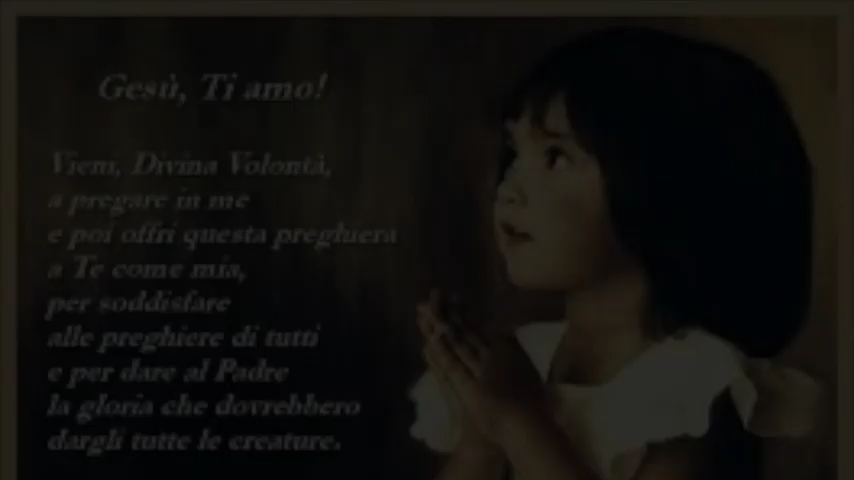 Gesù, Ti amo!
Vieni, Divina Volontà,
a pregare in me
e poi offri questa preghiera
a Te come mia,
per soddisfare
alle preghiere di tutti
e per dare al Padre
la gloria che dovrebbero
dargli tutte le creature.